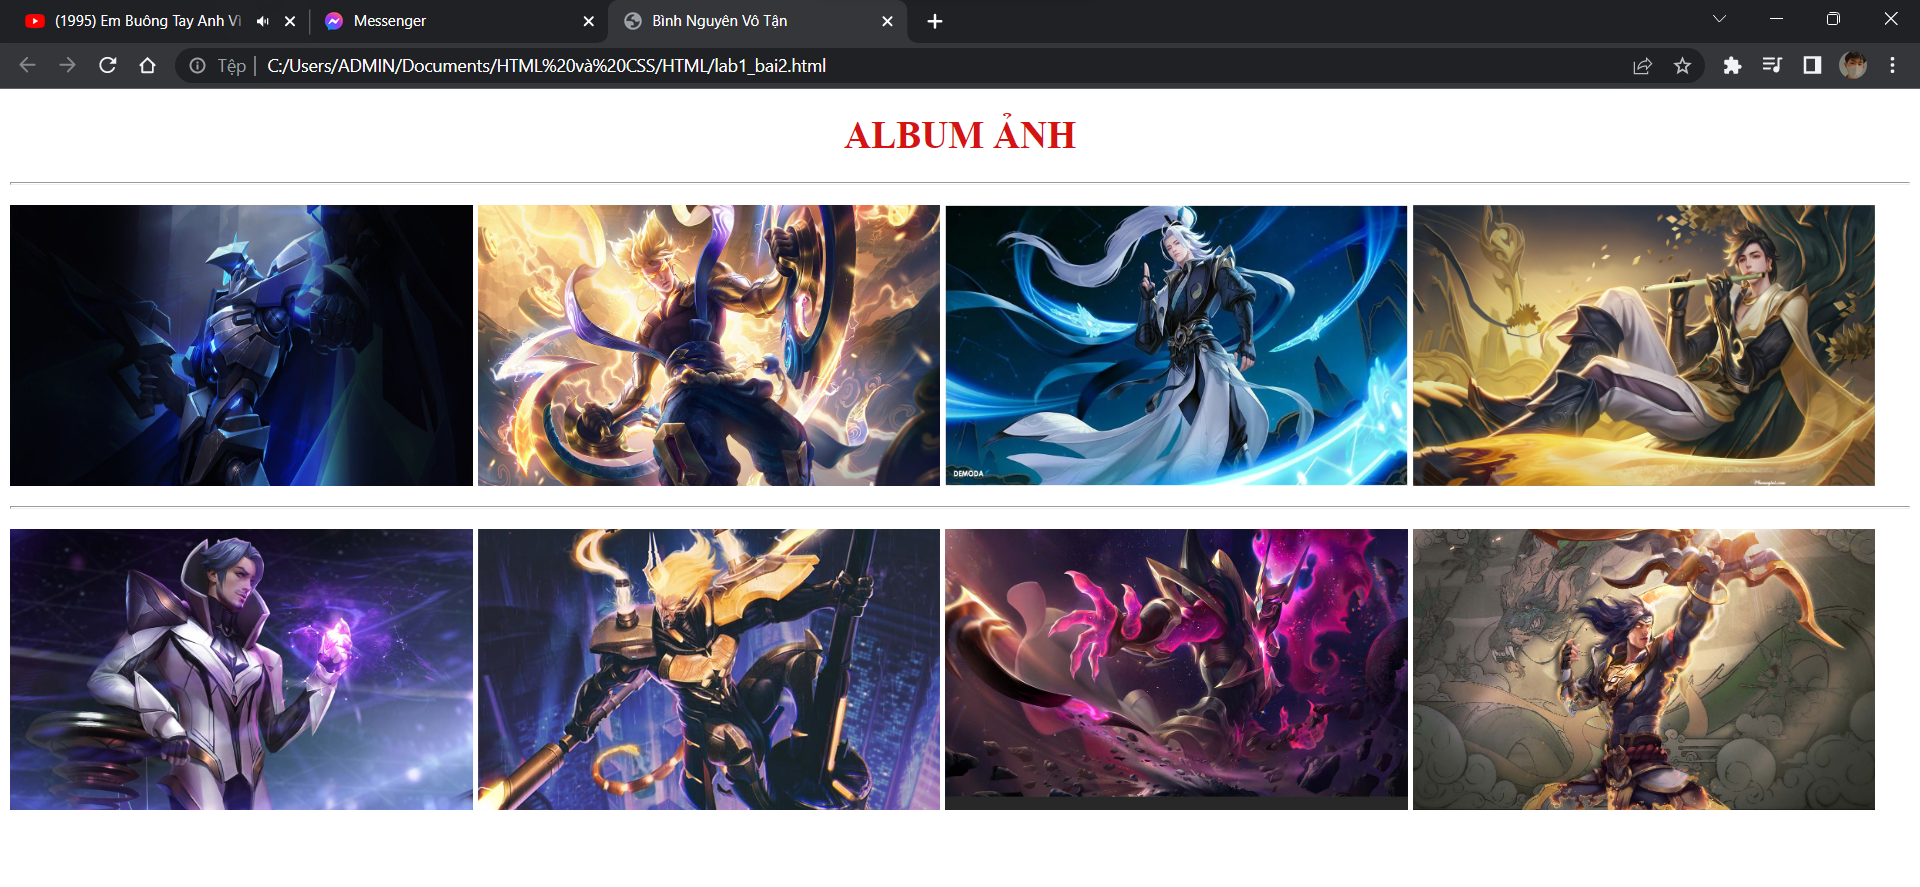 (1995) Em Buông Tay Anh Vì
Messenger
Bình Nguyên Vô Tận
Tệp
C:/Users/ADMIN/Documents/HTML%20và%20CSS/HTML/lab1_bai2.html
ALBUM ẢNH
DEMODA